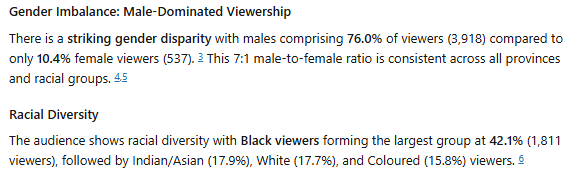 Gender Imbalance: Male-Dominated Viewership
There is a striking gender disparity with males comprising 76.0% of viewers (3,918) compared to
only 10.4% female viewers (537). 3 This 7:1 male-to-female ratio is consistent across all provinces
and racial groups. 4,5
Racial Diversity
The audience shows racial diversity with Black viewers forming the largest group at 42.1% (1,811
viewers), followed by Indian/Asian (17.9%), White (17.7%), and Coloured (15.8%) viewers. 6